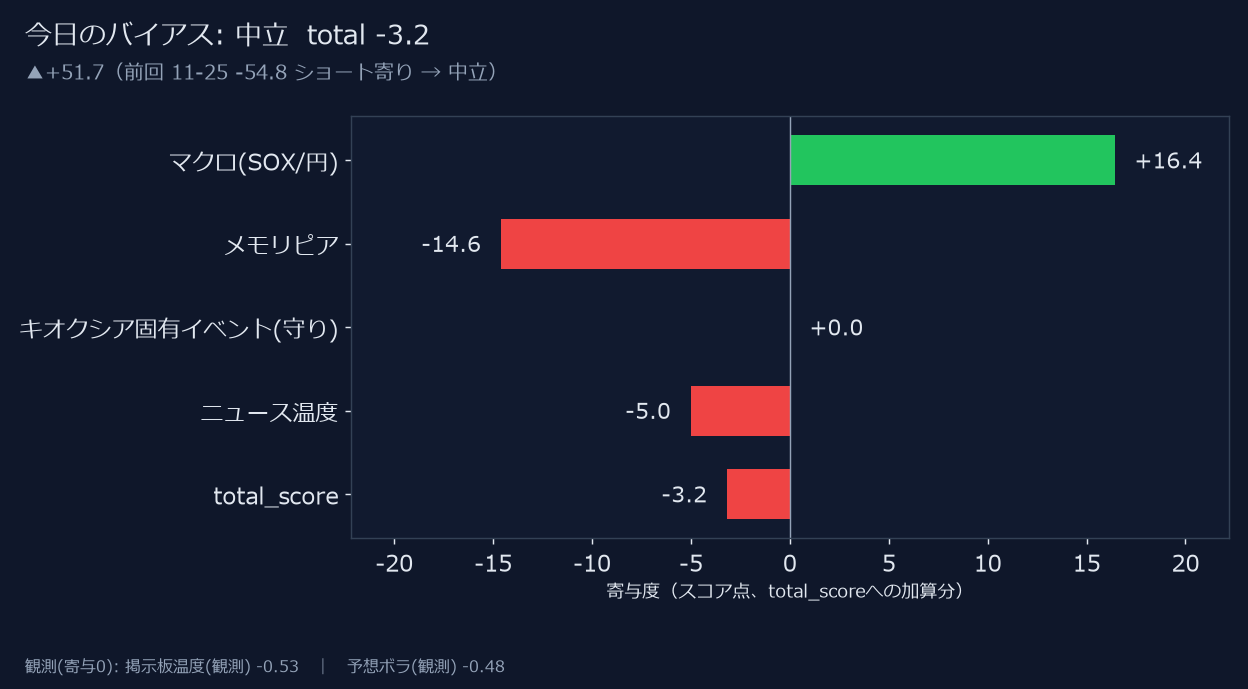 今日のバイアス: 中立  total -3.2
▲+51.7（前回 11-25 -54.8 ショート寄り → 中立）
マクロ(SOX/円)
+16.4
メモリピア
-14.6
キオクシア固有イベント(守り)
+0.0
ニュース温度
-5.0
total_score
-3.2
-20 -15 -10 -5 0 5 10 15 20
寄与度（スコア点、total_scoreへの加算分）
観測(寄与0): 掲示板温度(観測) -0.53 ｜ 予想ボラ(観測) -0.48